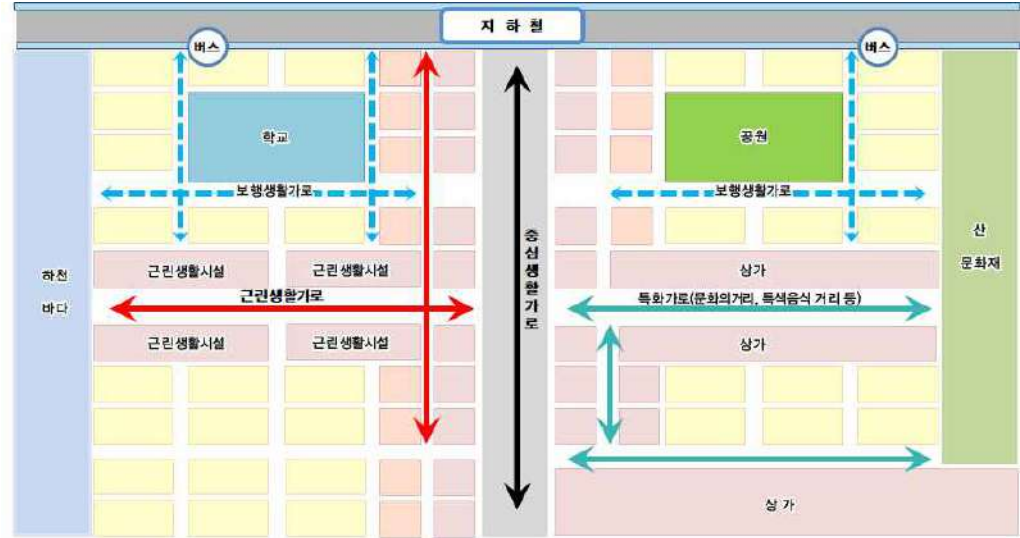 지 하 철
버스
버스
학교
공원
보행생활가로
보행생활가로
중심생활가로
산
문화재
하천
바다
근린생활시설
근린생활시설
상가
근린생활가로
특화가로(문화의거리, 특색음식 거리 등)
근린생활시설
근린생활시설
상가
상 가